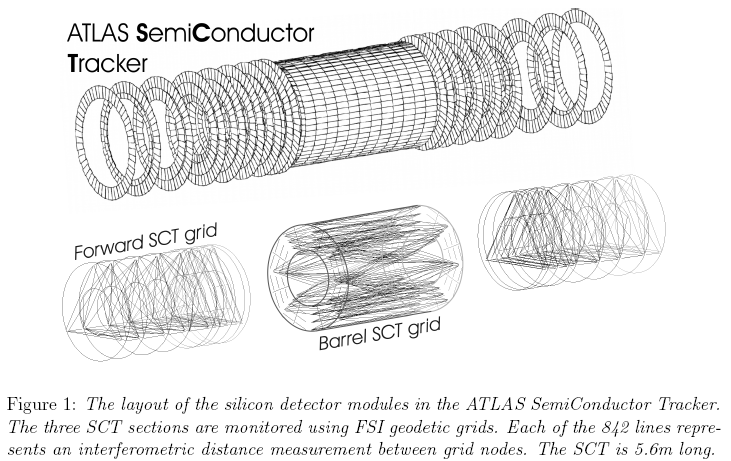 ATLAS SemiConductor
Tracker
Forward SCT grid
Barrel SCT grid
Figure 1: The layout of the silicon detector modules in the ATLAS SemiConductor Tracker.
The three SCT sections are monitored using FSI geodetic grids. Each of the 842 lines repre-
sents an interferometric distance measurement between grid nodes. The SCT is 5.6m long.